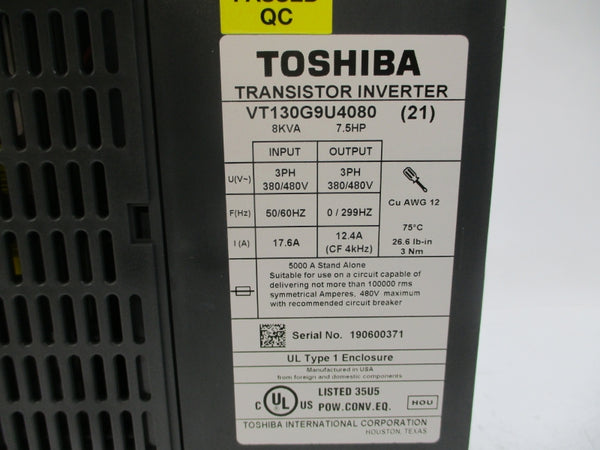 PASSED
QC
TOSHIBA
TRANSISTOR INVERTER
VT130G9U4080 (21)
8KVA 7.5HP
INPUT OUTPUT
U(V~) 3PH 380/480V 3PH 380/480V
F(Hz) 50/60HZ 0 / 299HZ
I (A) 17.6A 12.4A (CF 4kHz)
Cu AWG 12
75°C
26.6 lb-in
3 Nm
5000 A Stand Alone
Suitable for use on a circuit capable of
delivering not more than 100000 rms
symmetrical Amperes, 480V maximum
with recommended circuit breaker
Serial No. 190600371
UL Type 1 Enclosure
Manufactured in USA
from foreign and domestic components
C UL US LISTED 35U5
POW.CONV.EQ.
HOU
TOSHIBA INTERNATIONAL CORPORATION
HOUSTON, TEXAS